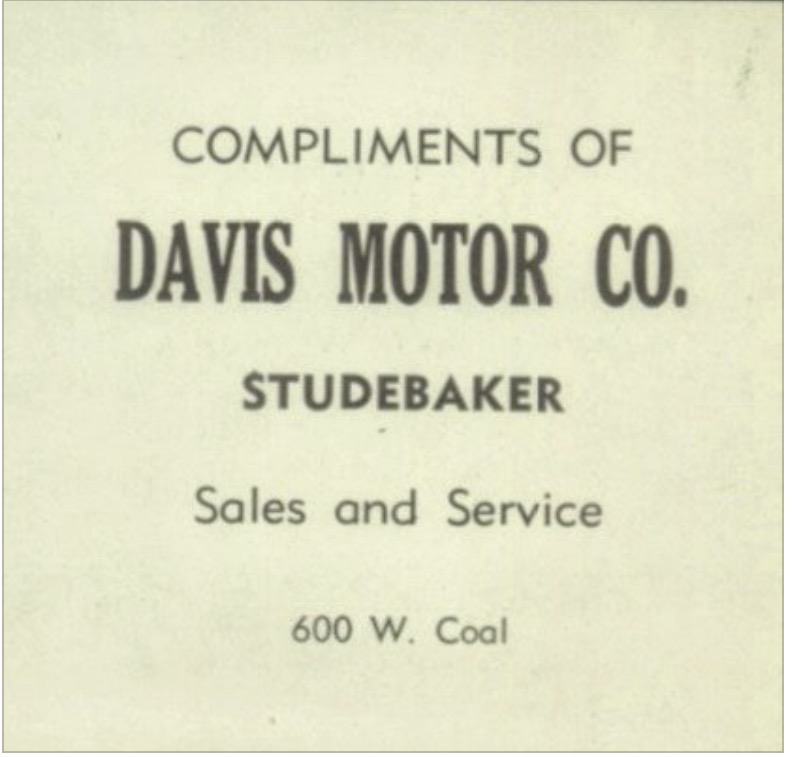 COMPLIMENTS OF
DAVIS MOTOR CO.
STUDEBAKER
Sales and Service
600 W. Coal